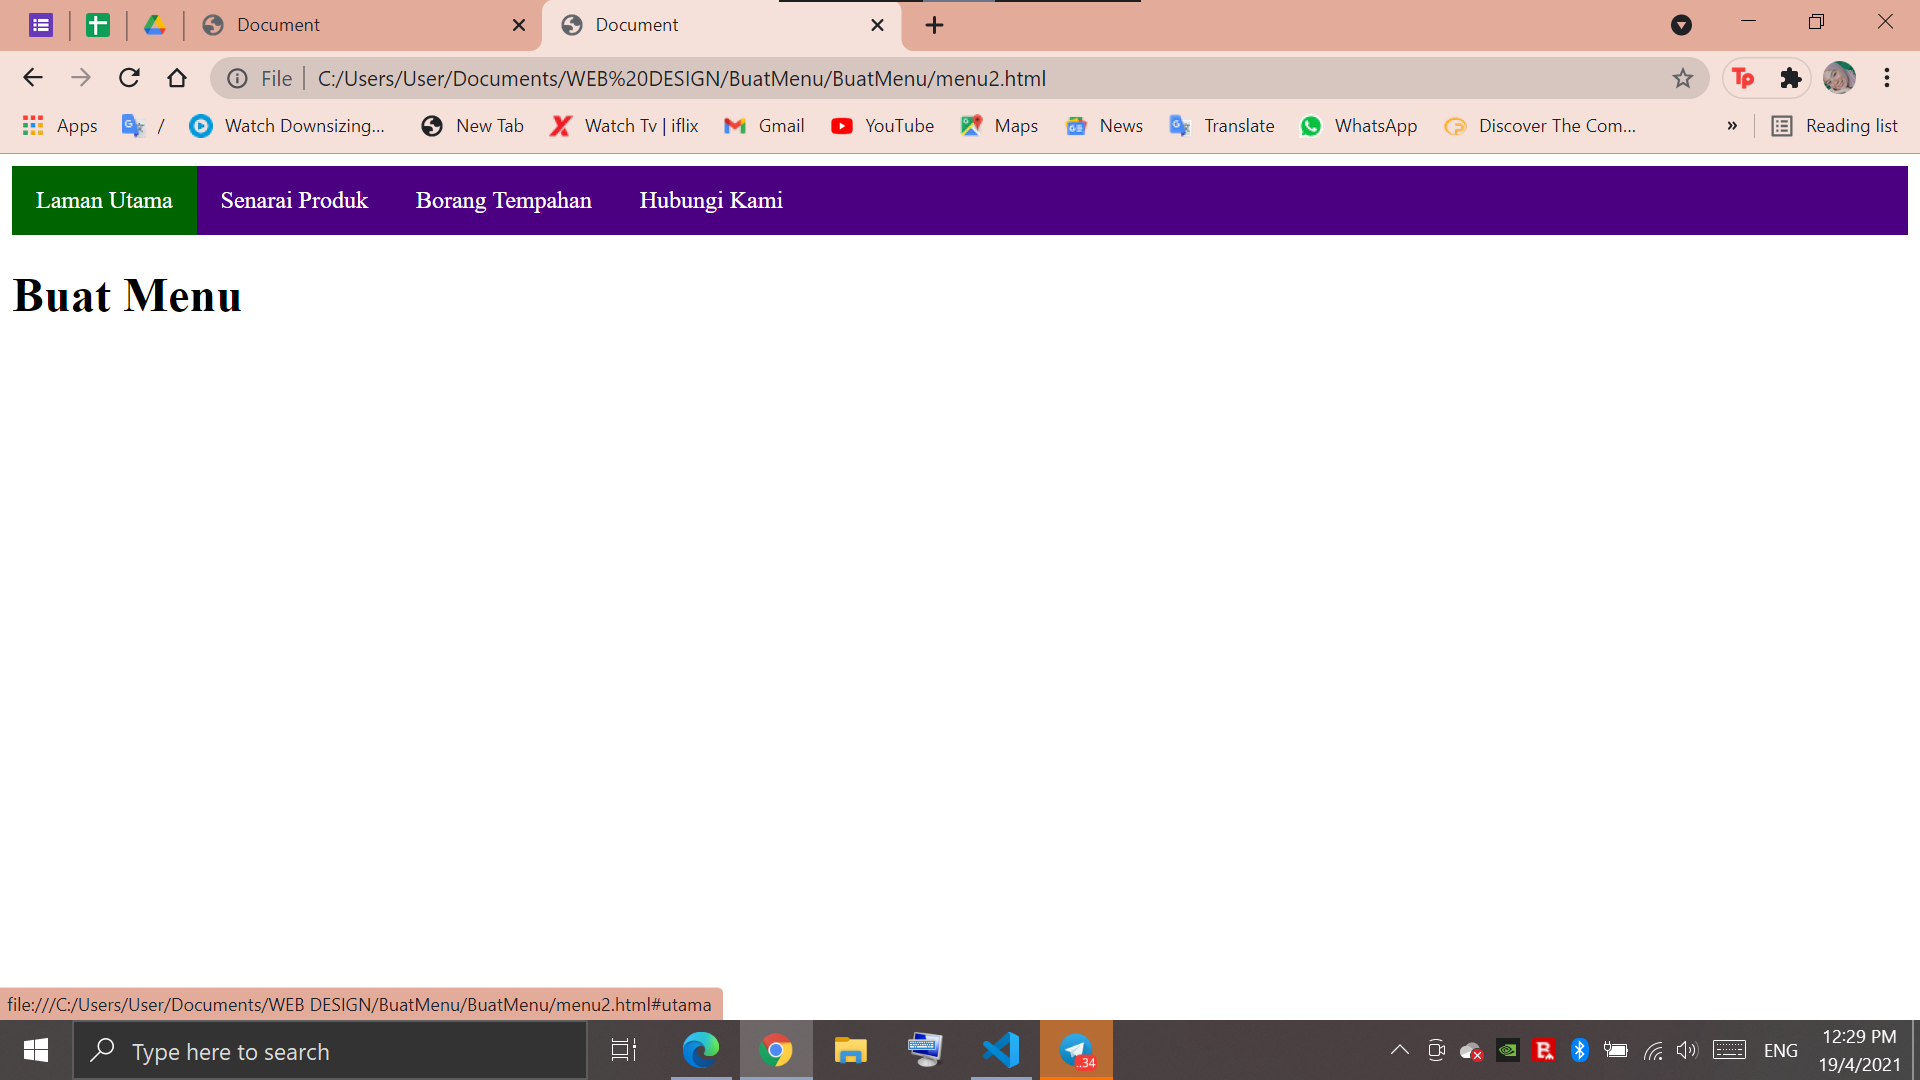 Document
Document
File
C:/Users/User/Documents/WEB%20DESIGN/BuatMenu/BuatMenu/menu2.html
Tp
Apps
/
Watch Downsizing...
New Tab
Watch Tv | iflix
Gmail
YouTube
Maps
News
Translate
WhatsApp
Discover The Com...
»
Reading list
Laman Utama
Senarai Produk
Borang Tempahan
Hubungi Kami
Buat Menu
file:///C:/Users/User/Documents/WEB DESIGN/BuatMenu/BuatMenu/menu2.html#utama
Type here to search
..34
ENG
12:29 PM
19/4/2021